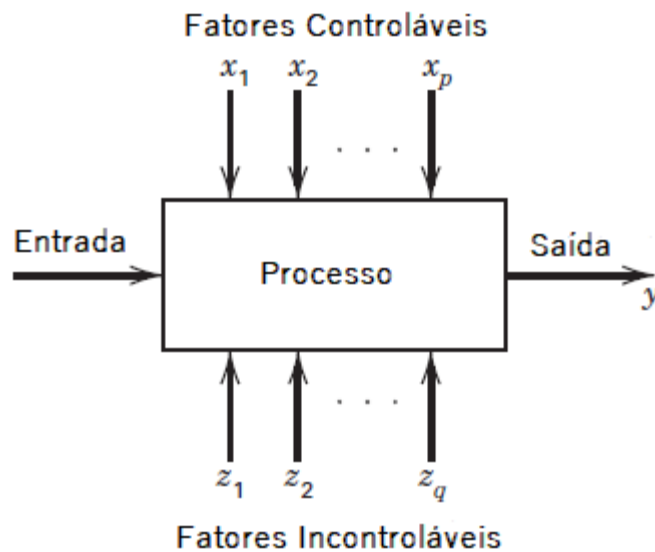 Fatores Controláveis
x1 x2 xp
. . .
Entrada
Processo
Saída
y
. . .
z1 z2 zq
Fatores Incontroláveis